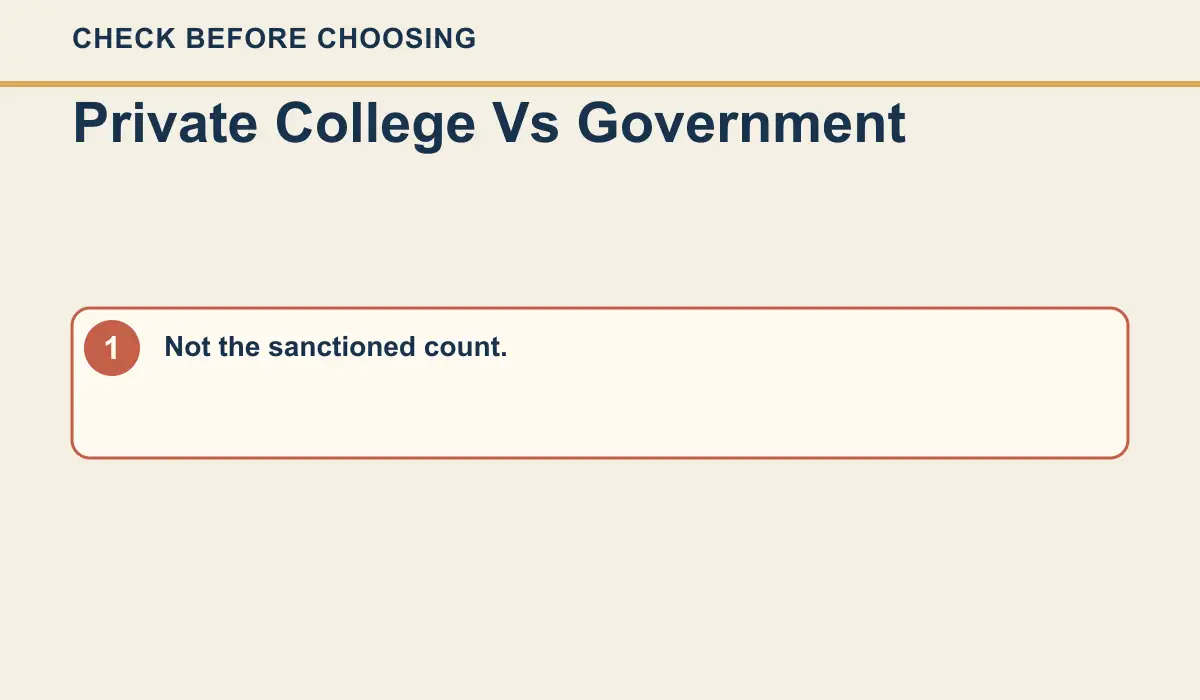 CHECK BEFORE CHOOSING
Private College Vs Government
1 Not the sanctioned count.